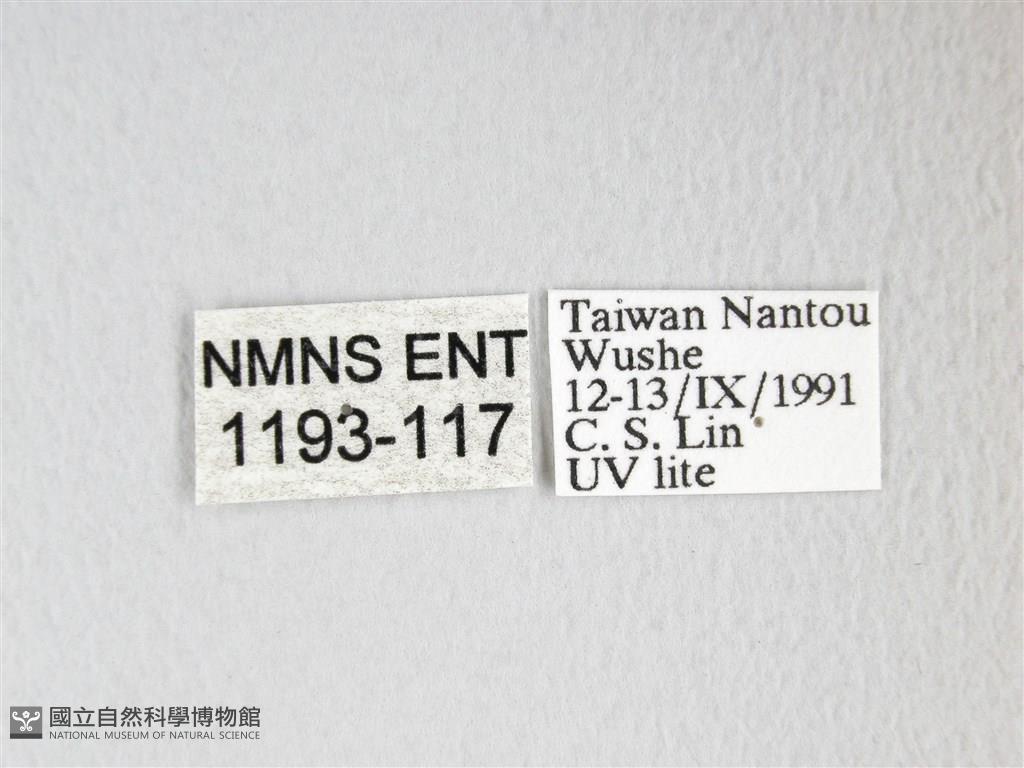 NMNS ENT
1193-117
Taiwan Nantou
Wushe
12-13/IX/1991
C. S. Lin
UV lite
國立自然科學博物館
NATIONAL MUSEUM OF NATURAL SCIENCE